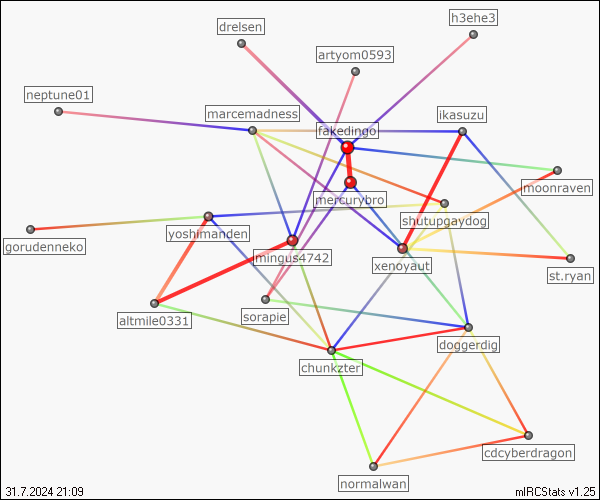 h3ehe3
drelsen
artyom0593
neptune01
marcemadness
ikasuzu
fakedingo
moonraven
mercurybro
shutupgaydog
yoshimanden
gorudenneko
mingus4742
xenoyaut
st.ryan
sorapie
altmile0331
doggerdig
chunkzter
cdcyberdragon
normalwan
31.7.2024 21:09
mIRCStats v1.25